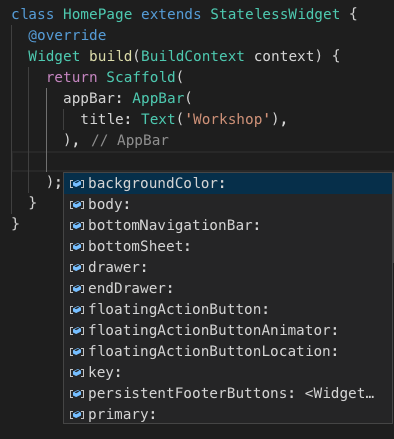 class HomePage extends StatelessWidget {
@override
Widget build(BuildContext context) {
return Scaffold(
appBar: AppBar(
title: Text('Workshop'),
), // AppBar
);
}
}
backgroundColor:
body:
bottomNavigationBar:
bottomSheet:
drawer:
endDrawer:
floatingActionButton:
floatingActionButtonAnimator:
floatingActionButtonLocation:
key:
persistentFooterButtons: <Widget…
primary: